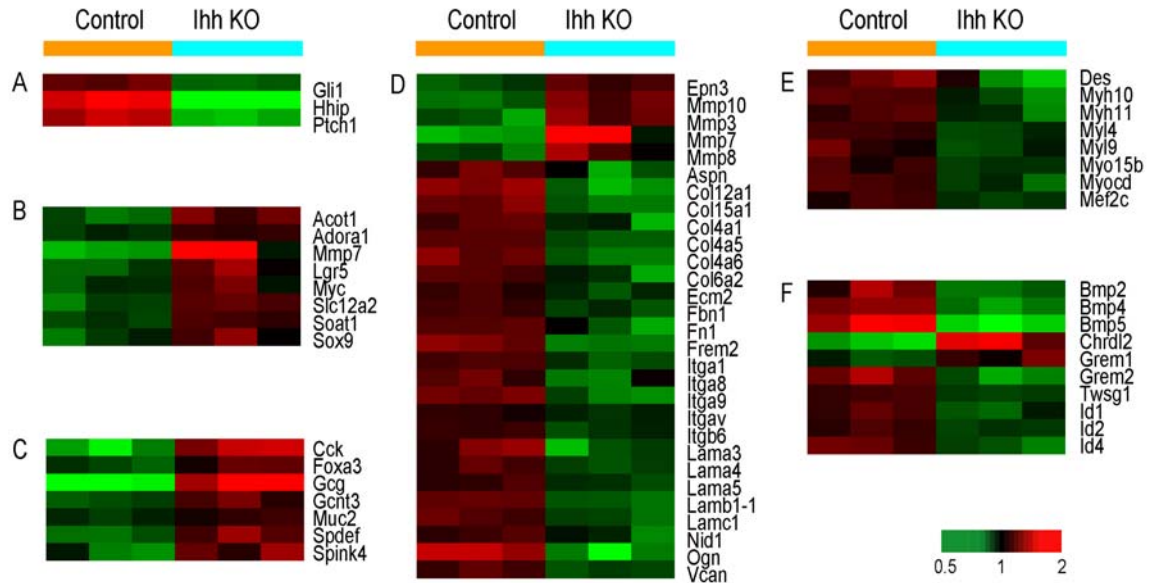 Control Ihh KO
A
Gli1
Hhip
Ptch1
B
Acot1
Adora1
Mmp7
Lgr5
Myc
Slc12a2
Soat1
Sox9
C
Cck
Foxa3
Gcg
Gcnt3
Muc2
Spdef
Spink4
Control Ihh KO
D
Epn3
Mmp10
Mmp3
Mmp7
Mmp8
Aspn
Col12a1
Col15a1
Col4a1
Col4a5
Col4a6
Col6a2
Ecm2
Fbn1
Fn1
Frem2
Itga1
Itga8
Itga9
Itgav
Itgb6
Lama3
Lama4
Lama5
Lamb1-1
Lamc1
Nid1
Ogn
Vcan
Control Ihh KO
E
Des
Myh10
Myh11
Myl4
Myl9
Myo15b
Myocd
Mef2c
F
Bmp2
Bmp4
Bmp5
Chrdl2
Grem1
Grem2
Twsg1
Id1
Id2
Id4
0.5 1 2